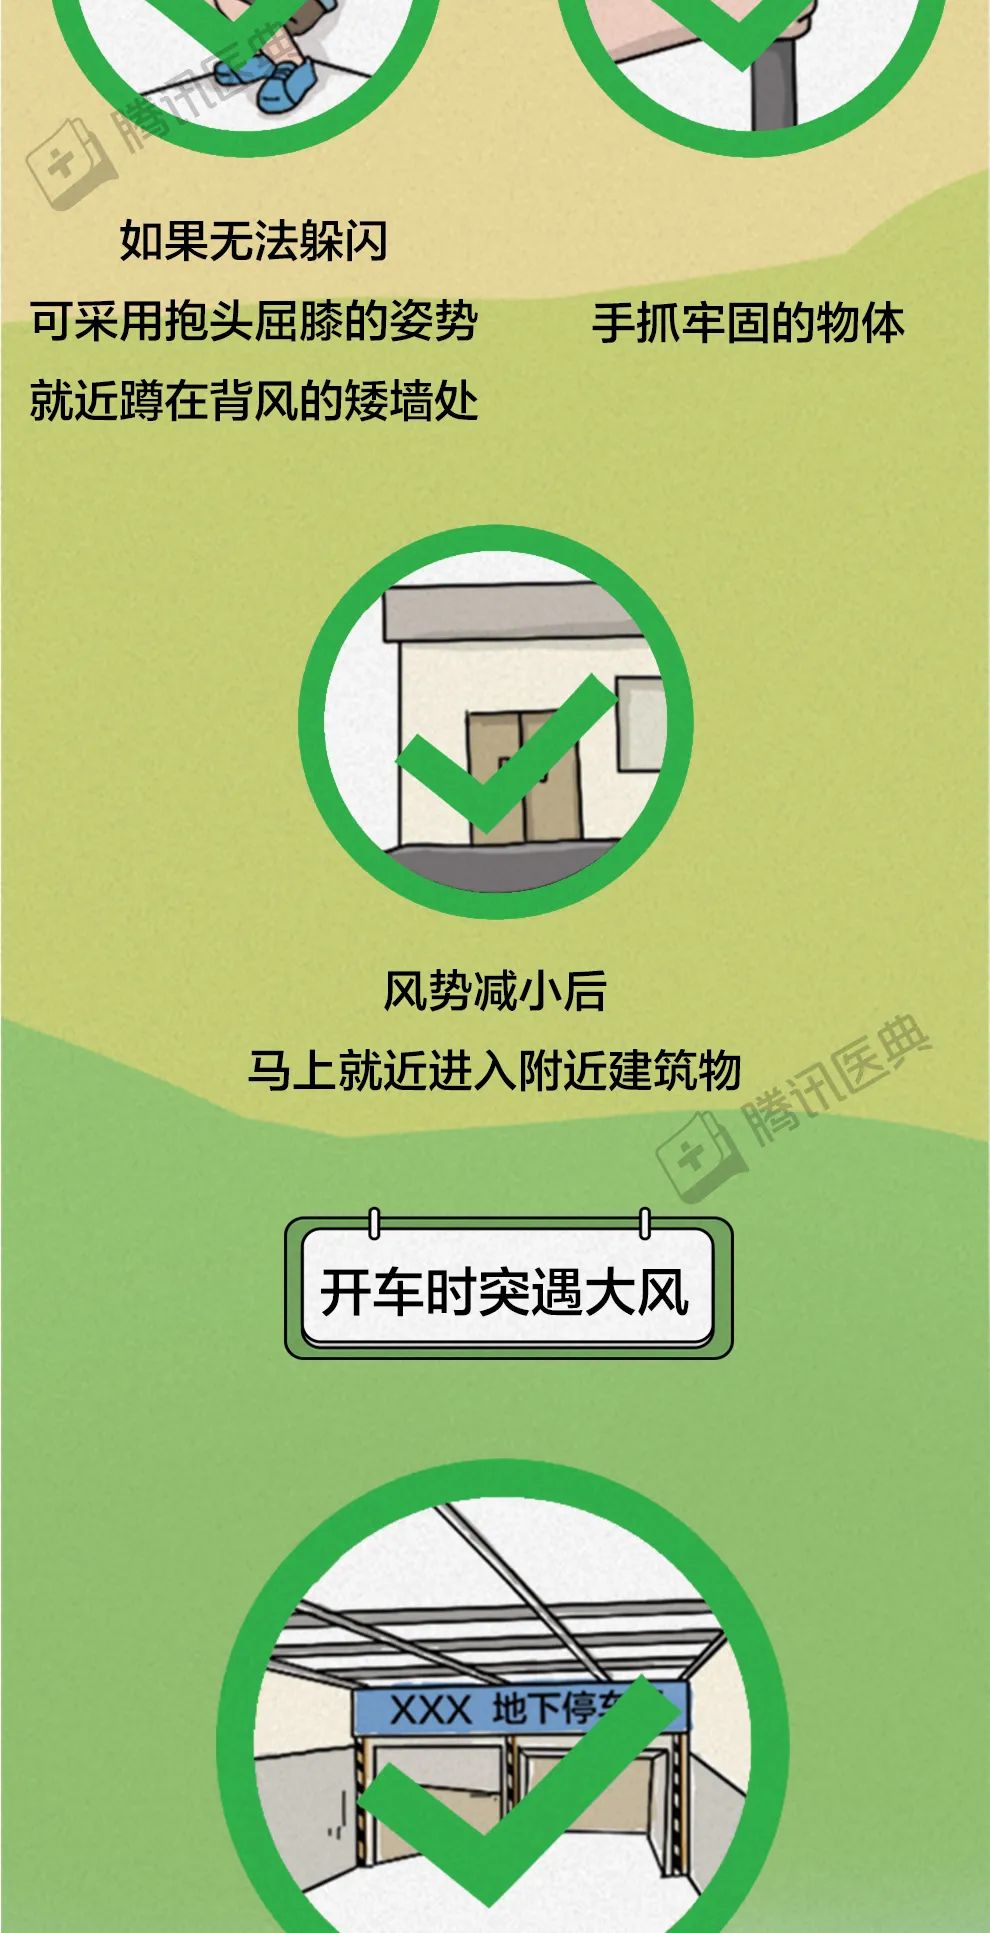 腾讯医典
如果无法躲闪
可采用抱头屈膝的姿势
就近蹲在背风的矮墙处
手抓牢固的物体
风势减小后
马上就近进入附近建筑物
腾讯医典
开车时突遇大风
XXX 地下停车